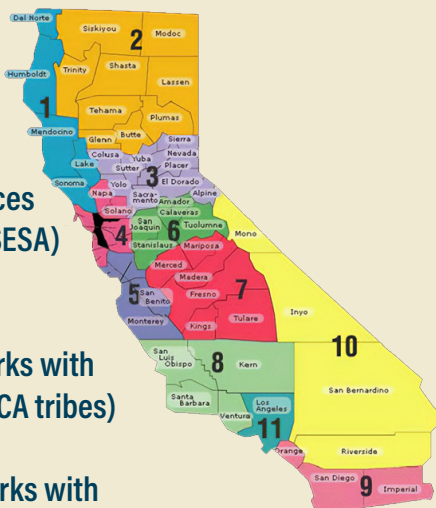 Del Norte
Siskiyou
Modoc
2
Humboldt
Trinity
Shasta
Lassen
1
Tehama
Plumas
Mendocino
Glenn
Butte
Sierra
Colusa
Yuba
Nevada
Lake
Sutter
Placer
3
El Dorado
Sonoma
Napa
Yolo
Sacra-
mento
Alpine
ces
Solano
Amador
Calaveras
SESA)
4
San
Joaquin
6
Tuolumne
Mono
Stanislaus
Mariposa
Merced
Madera
5
San
Benito
Fresno
7
Inyo
Monterey
Kings
Tulare
10
rks with
San
Luis
Obispo
8
Kern
San Bernardino
CA tribes)
Santa
Barbara
Los
Angeles
Ventura
11
Orange
Riverside
San Diego
9
Imperial
rks with